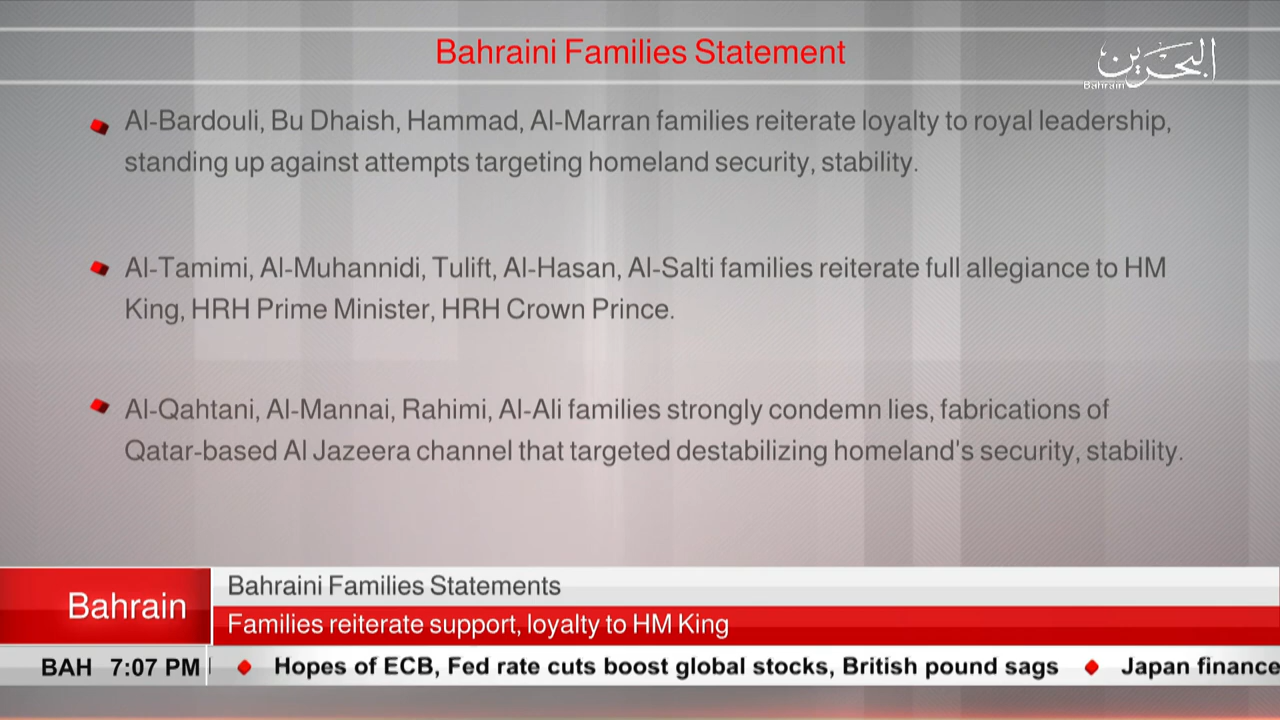 Bahraini Families Statement
البحرين
Bahrain
Al-Bardouli, Bu Dhaish, Hammad, Al-Marran families reiterate loyalty to royal leadership,
standing up against attempts targeting homeland security, stability.
Al-Tamimi, Al-Muhannidi, Tulift, Al-Hasan, Al-Salti families reiterate full allegiance to HM
King, HRH Prime Minister, HRH Crown Prince.
Al-Qahtani, Al-Mannai, Rahimi, Al-Ali families strongly condemn lies, fabrications of
Qatar-based Al Jazeera channel that targeted destabilizing homeland's security, stability.
Bahrain
Bahraini Families Statements
Families reiterate support, loyalty to HM King
BAH 7:07 PM Hopes of ECB, Fed rate cuts boost global stocks, British pound sags Japan finance